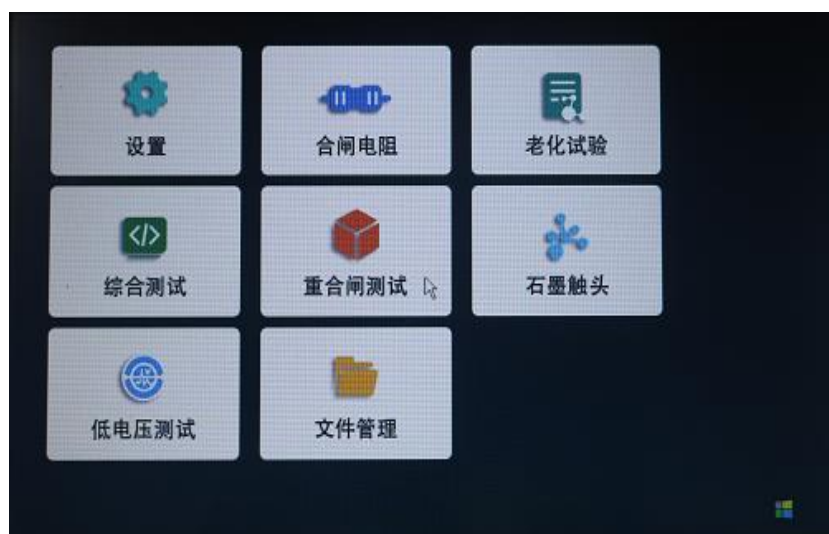 设置
合闸电阻
老化试验
综合测试
重合闸测试
石墨触头
低电压测试
文件管理